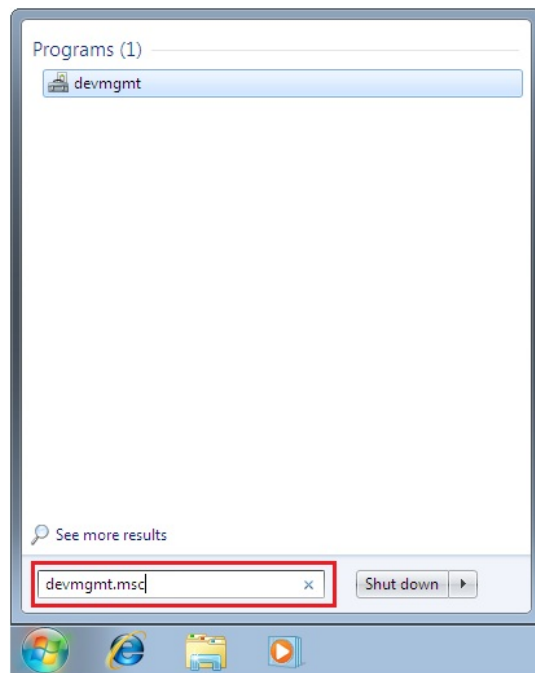 Programs (1)
devmgmt
See more results
devmgmt.msc
Shut down